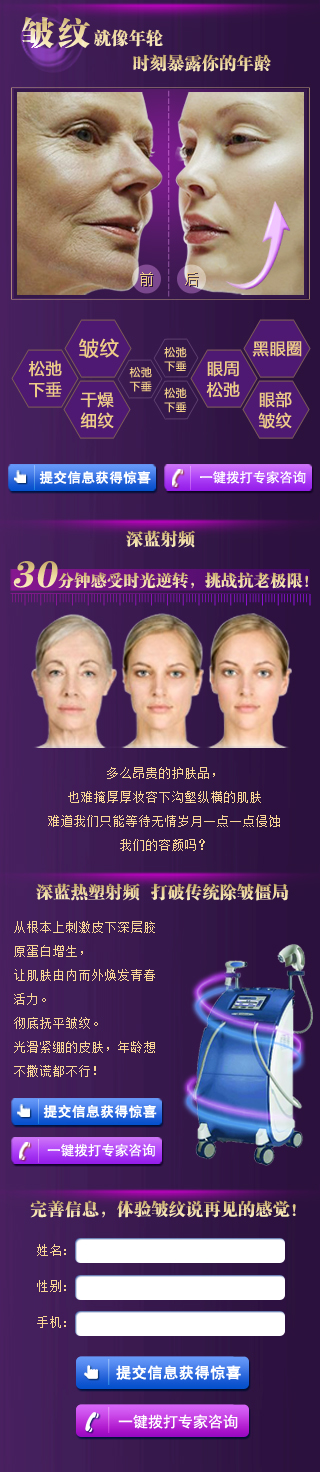 皱纹就像年轮
时刻暴露你的年龄
前 后
皱纹
松弛
下垂
干燥
细纹
松弛
下垂
松弛
下垂
松弛
下垂
眼周
松弛
黑眼圈
眼部
皱纹
提交信息获得惊喜 一键拨打专家咨询
深蓝射频
30分钟感受时光逆转，挑战抗老极限！
多么昂贵的护肤品，
也难掩厚厚妆容下沟壑纵横的肌肤
难道我们只能等待无情岁月一点一点侵蚀
我们的容颜吗？
深蓝热塑射频 打破传统除皱僵局
从根本上刺激皮下深层胶
原蛋白增生，
让肌肤由内而外焕发青春
活力。
彻底抚平皱纹。
光滑紧绷的皮肤，年龄想
不撒谎都不行！
提交信息获得惊喜
一键拨打专家咨询
完善信息，体验皱纹说再见的感觉！
姓名：
性别：
手机：
提交信息获得惊喜
一键拨打专家咨询